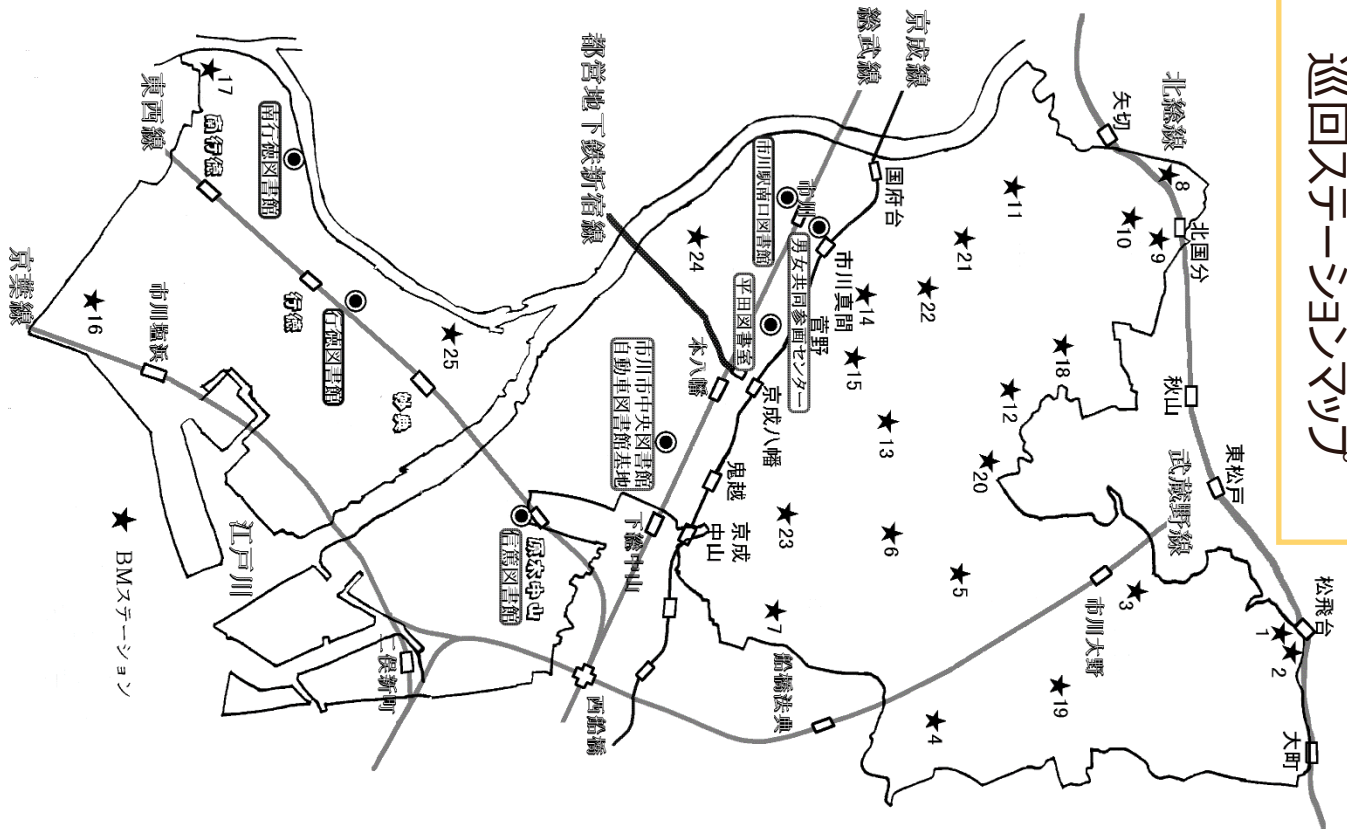 巡回ステーションマップ
北総線
矢切
北国分
秋山
東松戸
松飛台
大町
武蔵野線
市川大野
船橋法典
西船橋
京成線
総武線
国府台
市川真間
菅野
京成八幡
鬼越
京成
中山
市川
本八幡
下総中山
都営地下鉄新宿線
東西線
南行徳
行徳
妙典
原木中山
京葉線
市川塩浜
二俣新町
江戸川
市川駅南口図書館
男女共同参画センター
平田図書室
市川市中央図書館
自動車図書館基地
信篤図書館
行徳図書館
南行徳図書館
★1
★2
★3
★4
★5
★6
★7
★8
★9
★10
★11
★12
★13
★14
★15
★16
★17
★18
★19
★20
★21
★22
★23
★24
★25
★ BMステーション